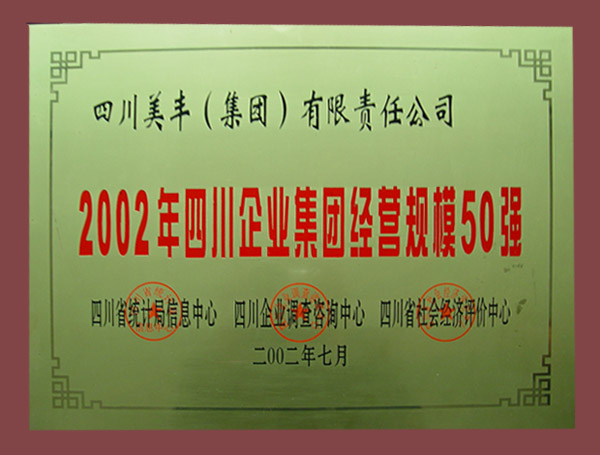 四川美丰（集团）有限责任公司
2002年四川企业集团经营规模50强
四川省统计局信息中心 四川企业调查咨询中心 四川省社会经济评价中心
二00二年七月